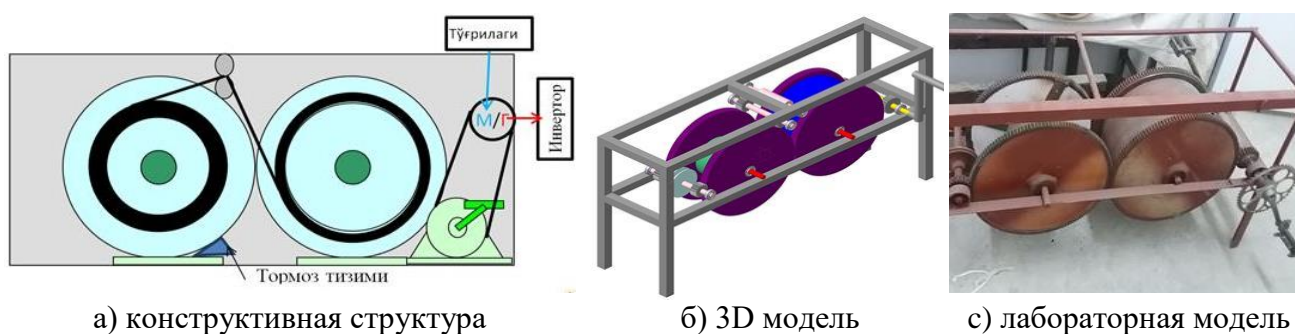 Тўғрилаги
М/Г
Инвертор
Тормоз тизими
а) конструктивная структура
б) 3D модель
с) лабораторная модель